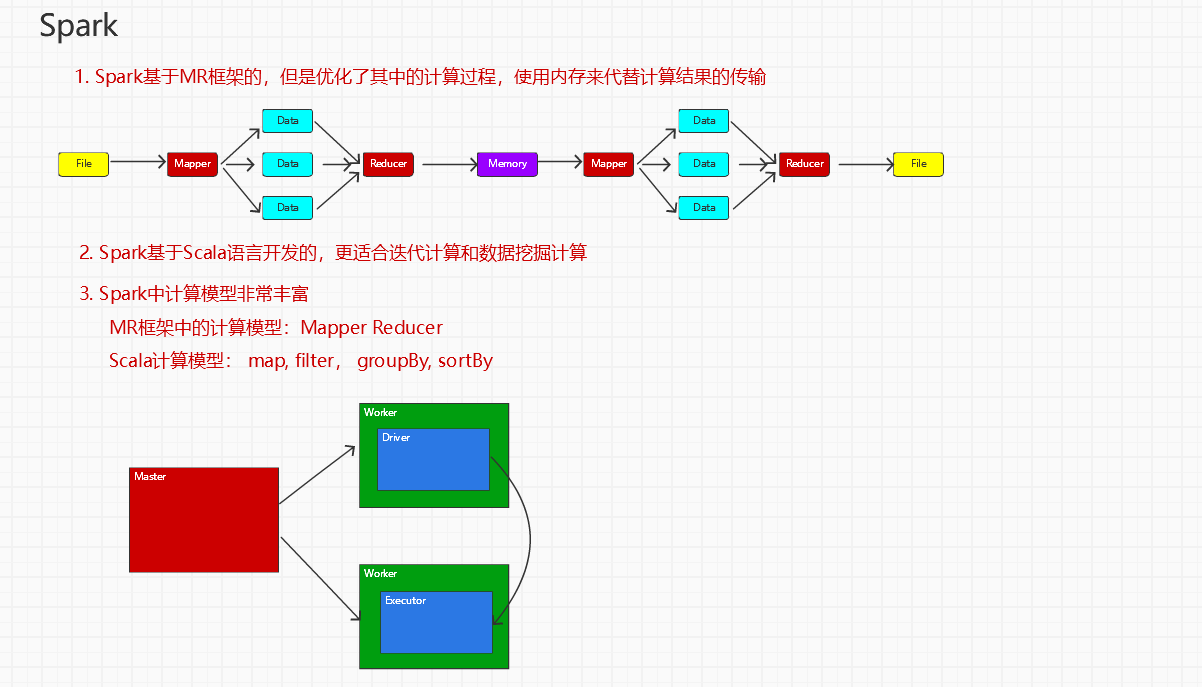 Spark
1. Spark基于MR框架的，但是优化了其中的计算过程，使用内存来代替计算结果的传输
Data Data
File Mapper Data Reducer Memory Mapper Data Reducer File
Data Data
2. Spark基于Scala语言开发的，更适合迭代计算和数据挖掘计算
3. Spark中计算模型非常丰富
MR框架中的计算模型：Mapper Reducer
Scala计算模型： map, filter， groupBy, sortBy
Worker
Driver
Master
Worker
Executor